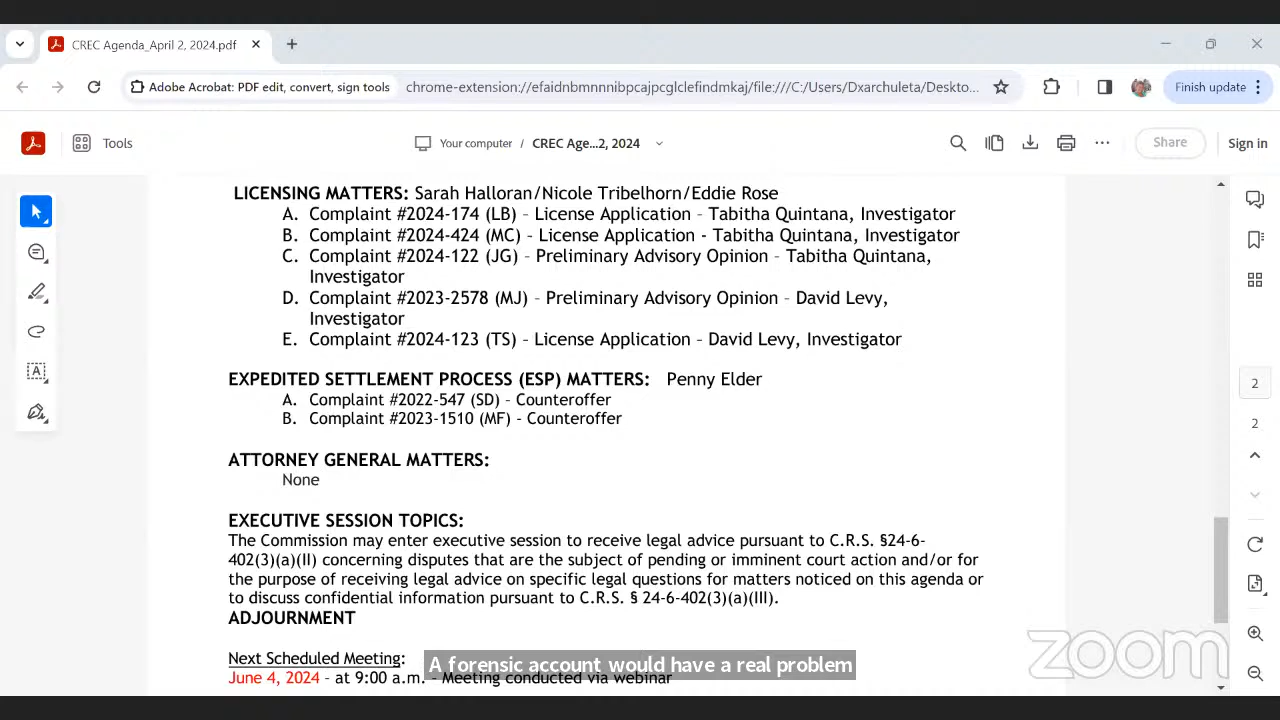 CREC Agenda_April 2, 2024.pdf
Adobe Acrobat: PDF edit, convert, sign tools
chrome-extension://efaidnbmnnnibpcajpcglclefindmkaj/file:///C:/Users/Dxarchuleta/Deskto...
Finish update
Tools
Your computer / CREC Age...2, 2024
Share
Sign in
LICENSING MATTERS: Sarah Halloran/Nicole Tribelhorn/Eddie Rose
A. Complaint #2024-174 (LB) – License Application – Tabitha Quintana, Investigator
B. Complaint #2024-424 (MC) – License Application - Tabitha Quintana, Investigator
C. Complaint #2024-122 (JG) – Preliminary Advisory Opinion – Tabitha Quintana,
Investigator
D. Complaint #2023-2578 (MJ) – Preliminary Advisory Opinion – David Levy,
Investigator
E. Complaint #2024-123 (TS) – License Application – David Levy, Investigator
EXPEDITED SETTLEMENT PROCESS (ESP) MATTERS: Penny Elder
A. Complaint #2022-547 (SD) – Counteroffer
B. Complaint #2023-1510 (MF) - Counteroffer
ATTORNEY GENERAL MATTERS:
None
EXECUTIVE SESSION TOPICS:
The Commission may enter executive session to receive legal advice pursuant to C.R.S. §24-6-
402(3)(a)(II) concerning disputes that are the subject of pending or imminent court action and/or for
the purpose of receiving legal advice on specific legal questions for matters noticed on this agenda or
to discuss confidential information pursuant to C.R.S. § 24-6-402(3)(a)(III).
ADJOURNMENT
Next Scheduled Meeting:
A forensic account would have a real problem
June 4, 2024 – at 9:00 a.m. – Meeting conducted via webinar
2
2
zoom